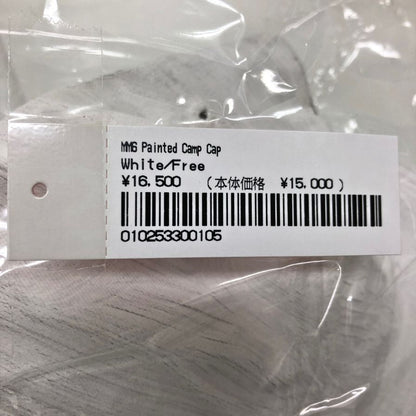 MM6 Painted Camp Cap
White/Free
¥16,500 (本体価格 ¥15,000)
010253300105